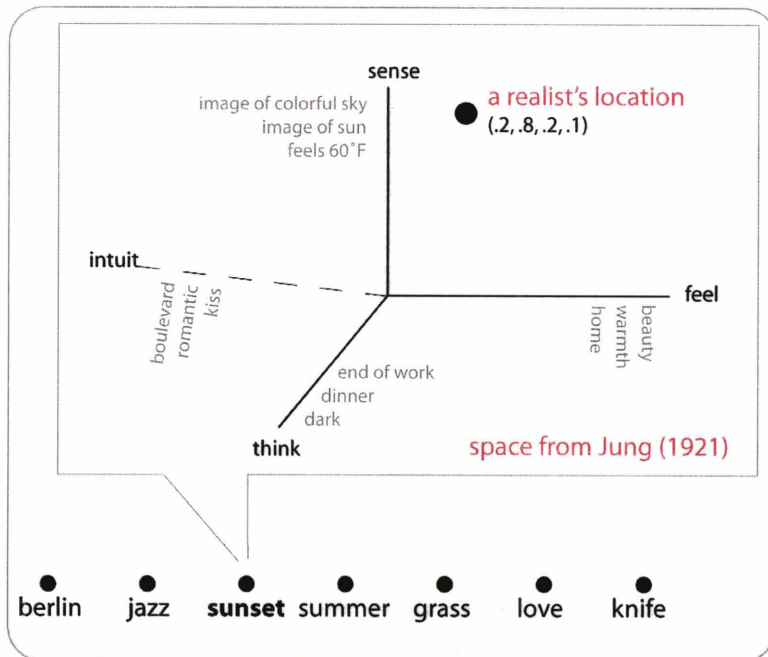 sense
image of colorful sky
image of sun
feels 60˚F
a realist's location
(.2, .8, .2, .1)
intuit
boulevard
romantic
kiss
feel
home
warmth
beauty
end of work
dinner
dark
think
space from Jung (1921)
berlin jazz sunset summer grass love knife